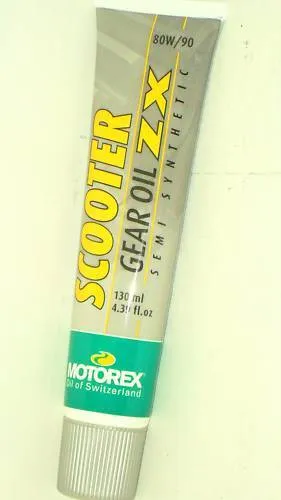 80W/90
SCOOTER
GEAR OIL ZX
SEMI SYNTHETIC
130 ml
4.39 fl.oz
MOTOREX
Oil of Switzerland